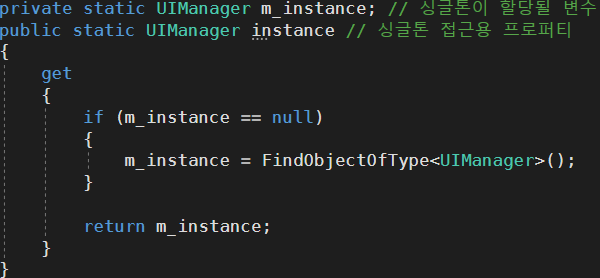 private static UIManager m_instance; // 싱글톤이 할당될 변수
public static UIManager instance // 싱글톤 접근용 프로퍼티
{
get
{
if (m_instance == null)
{
m_instance = FindObjectOfType<UIManager>();
}
return m_instance;
}
}